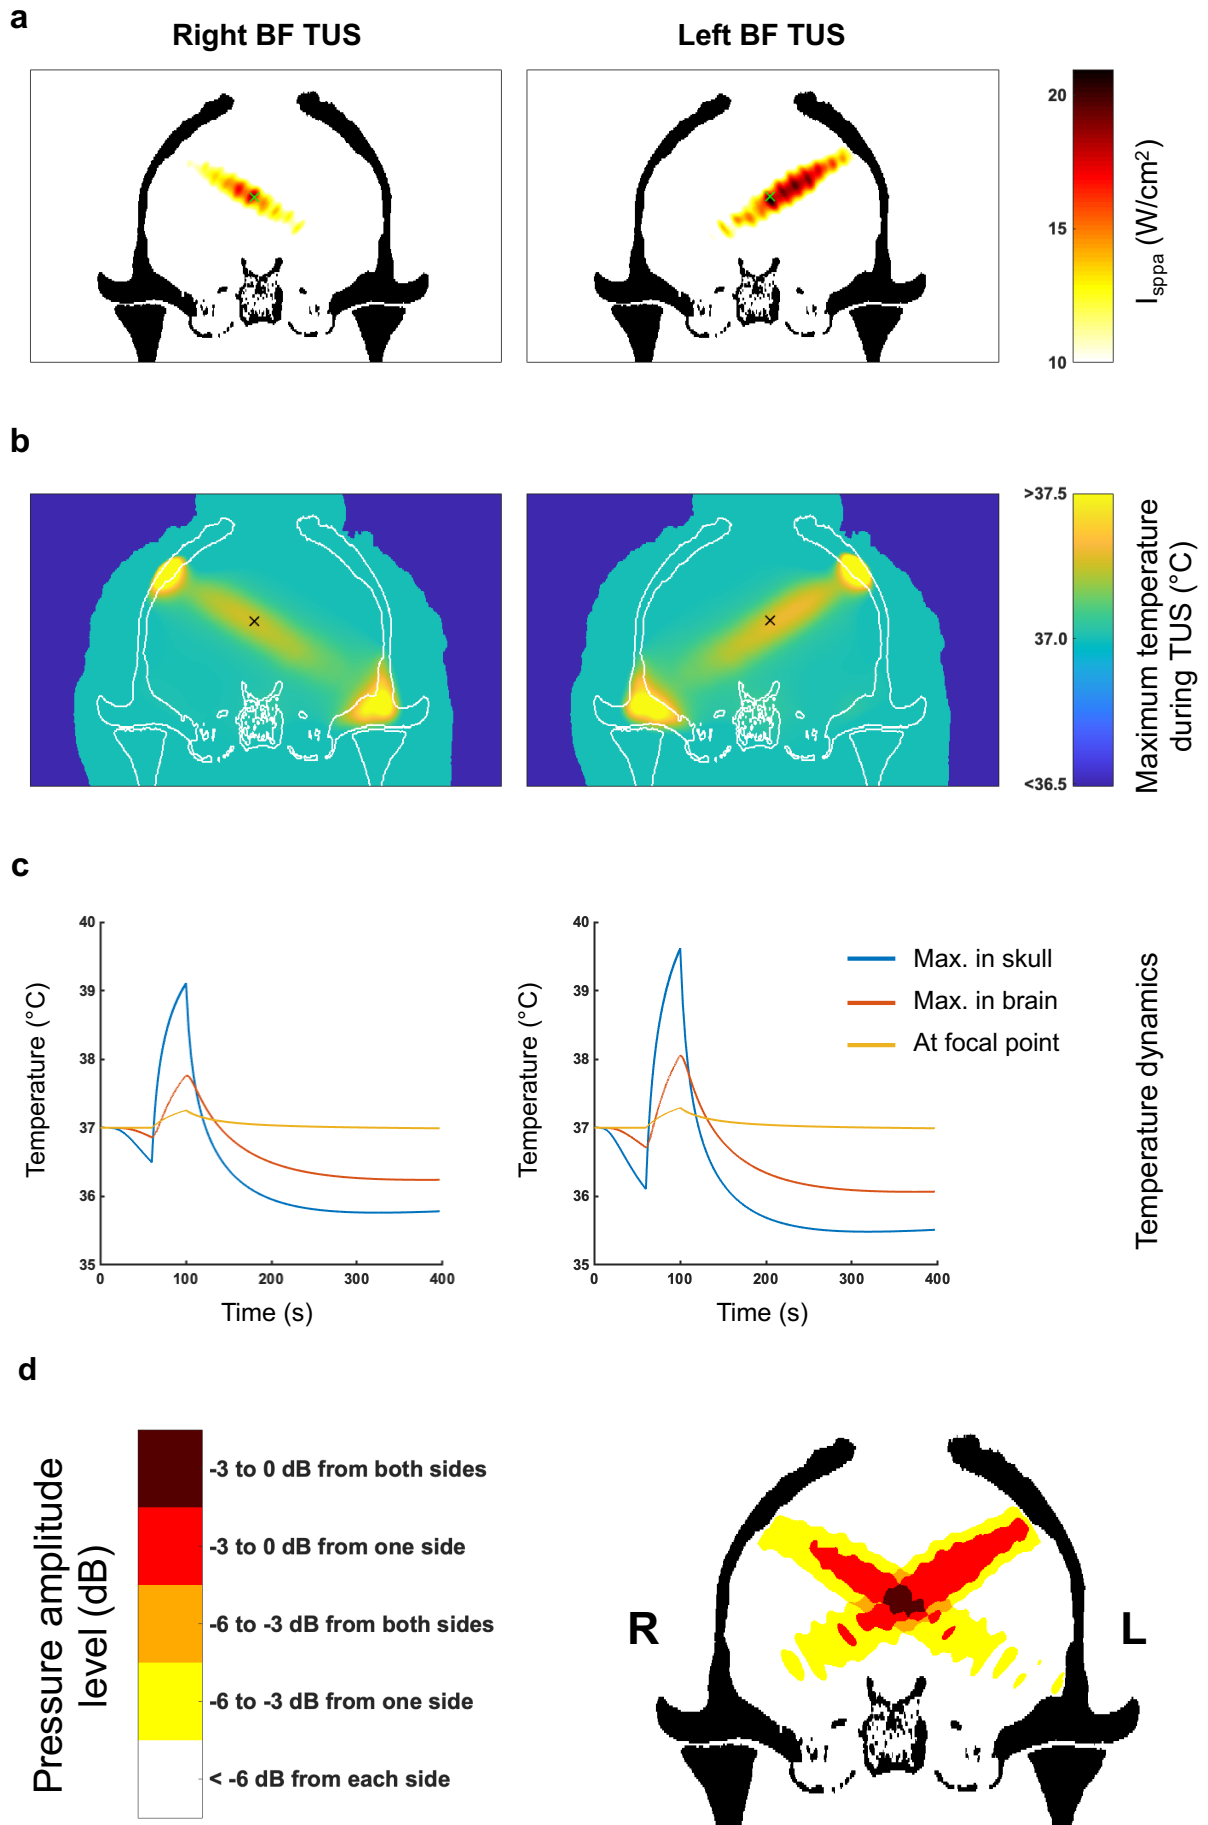 a
Right BF TUS
Left BF TUS
20
15
10
Isppa (W/cm2)
b
>37.5
37.0
<36.5
Maximum temperature
during TUS (°C)
c
40
39
38
37
36
35
0
100
200
300
400
Temperature (°C)
Time (s)
40
39
38
37
36
35
0
100
200
300
400
Temperature (°C)
Time (s)
Max. in skull
Max. in brain
At focal point
Temperature dynamics
d
Pressure amplitude
level (dB)
-3 to 0 dB from both sides
-3 to 0 dB from one side
-6 to -3 dB from both sides
-6 to -3 dB from one side
< -6 dB from each side
R
L